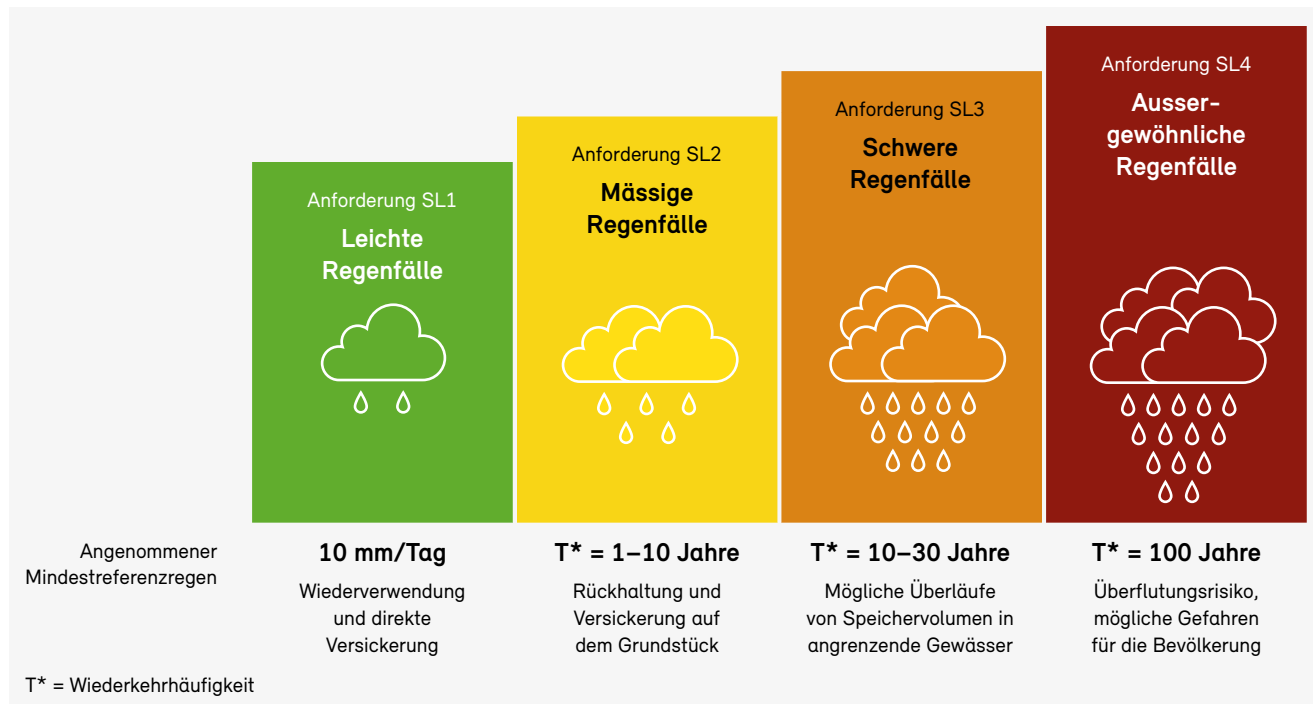 Anforderung SL1
Leichte
Regenfälle
Anforderung SL2
Mässige
Regenfälle
Anforderung SL3
Schwere
Regenfälle
Anforderung SL4
Ausser-
gewöhnliche
Regenfälle
Angenommener
Mindestreferenzregen
10 mm/Tag
Wiederverwendung
und direkte
Versickerung
T* = 1–10 Jahre
Rückhaltung und
Versickerung auf
dem Grundstück
T* = 10–30 Jahre
Mögliche Überläufe
von Speichervolumen in
angrenzende Gewässer
T* = 100 Jahre
Überflutungsrisiko,
mögliche Gefahren
für die Bevölkerung
T* = Wiederkehrhäufigkeit